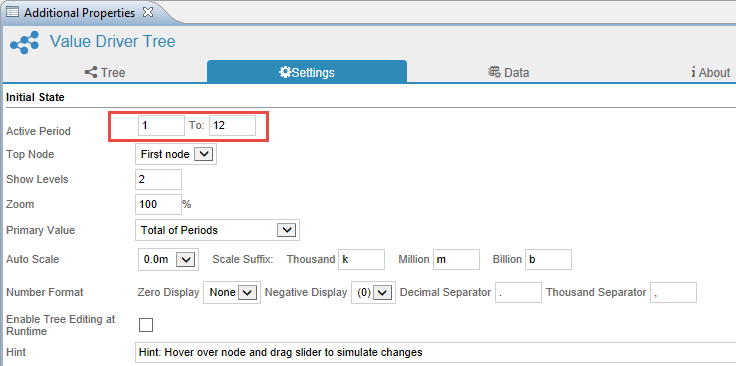 Additional Properties
Value Driver Tree
Tree Settings Data About
Initial State
Active Period 1 To: 12
Top Node First node
Show Levels 2
Zoom 100 %
Primary Value Total of Periods
Auto Scale 0.0m Scale Suffix: Thousand k Million m Billion b
Number Format Zero Display None Negative Display (0) Decimal Separator . Thousand Separator ,
Enable Tree Editing at
Runtime
Hint Hint: Hover over node and drag slider to simulate changes